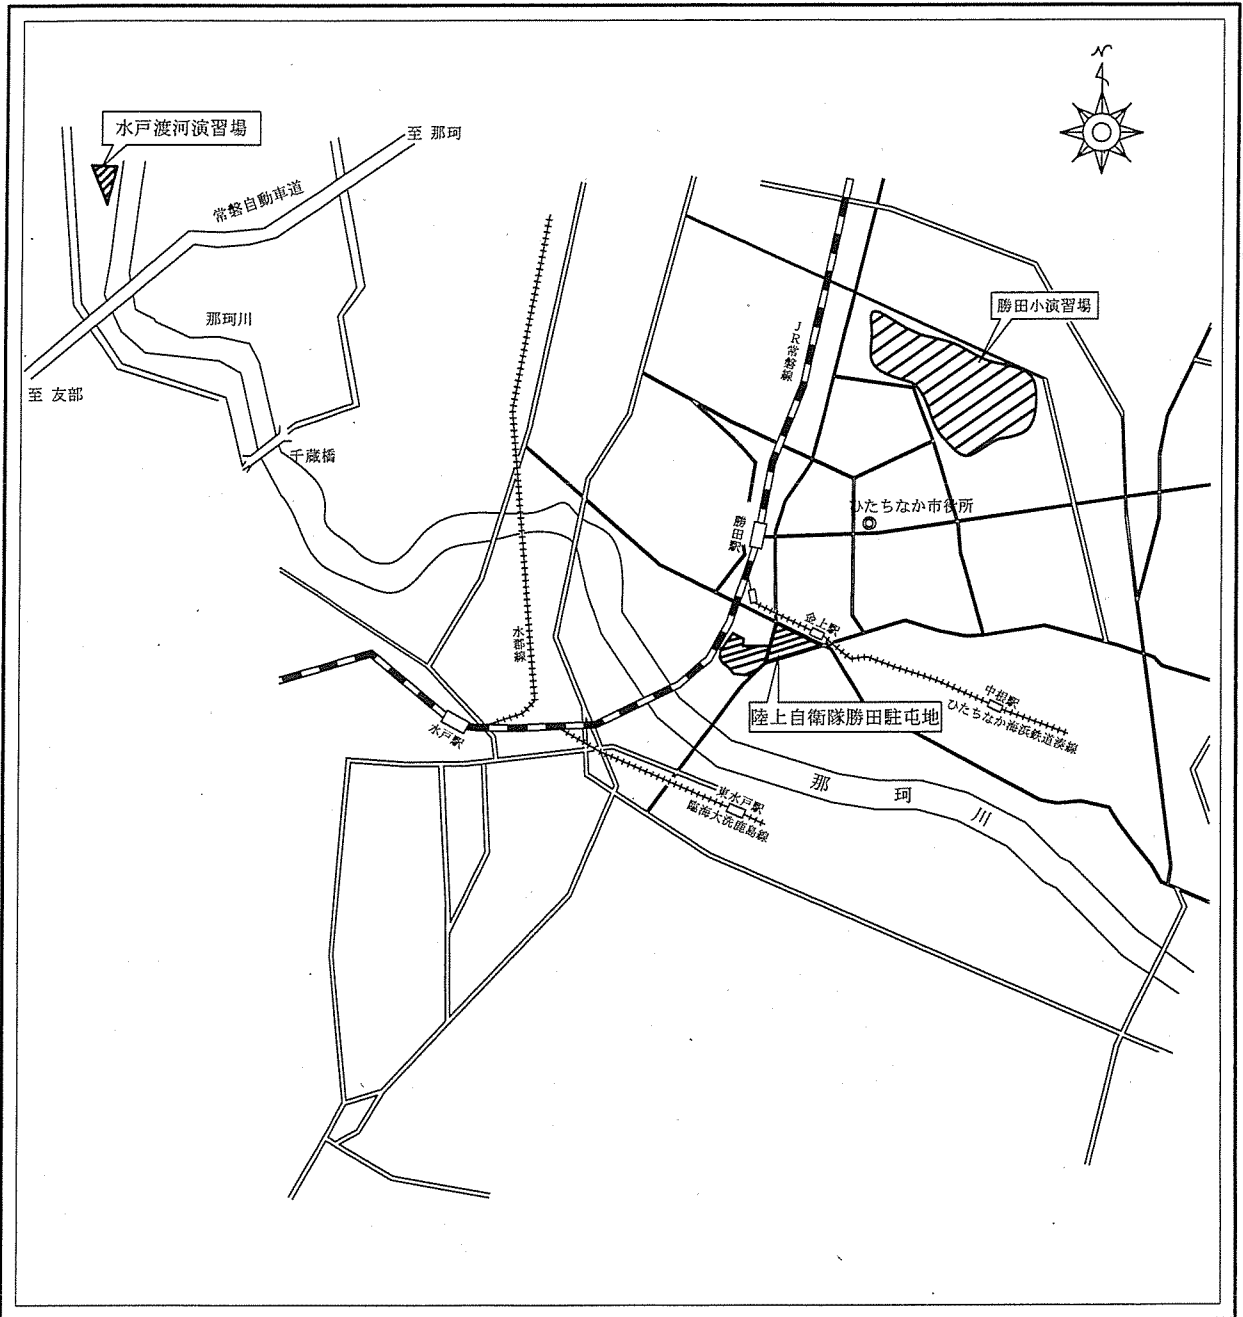 N
水戸渡河演習場
至 那珂
常磐自動車道
那珂川
至 友部
千歳橋
勝田小演習場
JR常磐線
ひたちなか市役所
勝田駅
金上駅
水郡線
中根駅
ひたちなか海浜鉄道湊線
陸上自衛隊勝田駐屯地
水戸駅
東水戸駅
臨海大洗鹿島線
那珂川